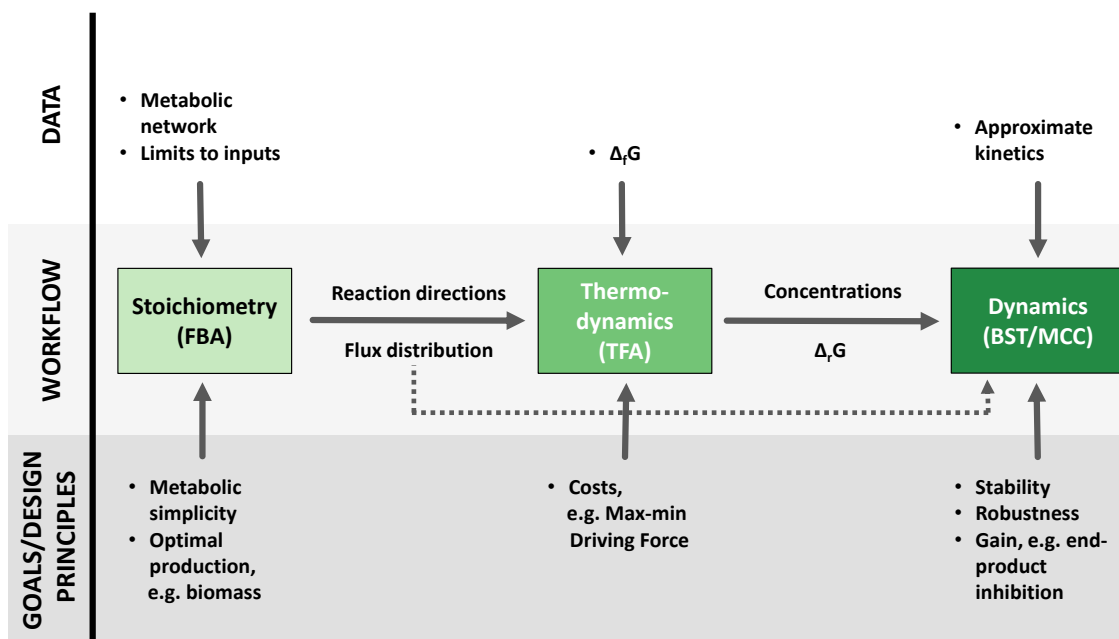 DATA
• Metabolic
network
• Limits to inputs
• ΔfG
• Approximate
kinetics
WORKFLOW
Stoichiometry
(FBA)
Reaction directions
Flux distribution
Thermo-
dynamics
(TFA)
Concentrations
ΔrG
Dynamics
(BST/MCC)
GOALS/DESIGN
PRINCIPLES
• Metabolic
simplicity
• Optimal
production,
e.g. biomass
• Costs,
e.g. Max-min
Driving Force
• Stability
• Robustness
• Gain, e.g. end-
product
inhibition